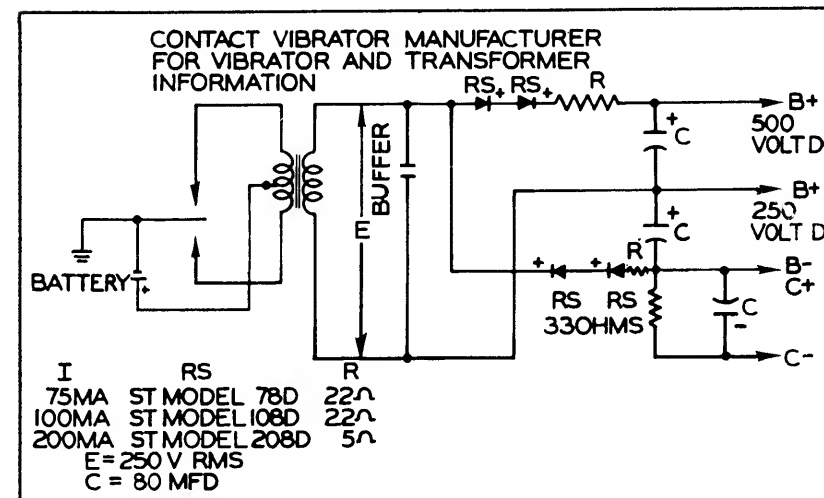 CONTACT VIBRATOR MANUFACTURER
FOR VIBRATOR AND TRANSFORMER
INFORMATION
RS+ RS+ R
B+
500
VOLT D
+
C
BUFFER
E
B+
250
VOLT D
+
C
BATTERY
+
+ + R
B-
C+
RS RS
330HMS
C
-
C-
I RS R
75MA ST MODEL 78D 22Ω
100MA ST MODEL 108D 22Ω
200MA ST MODEL 208D 5Ω
E=250 V RMS
C = 80 MFD